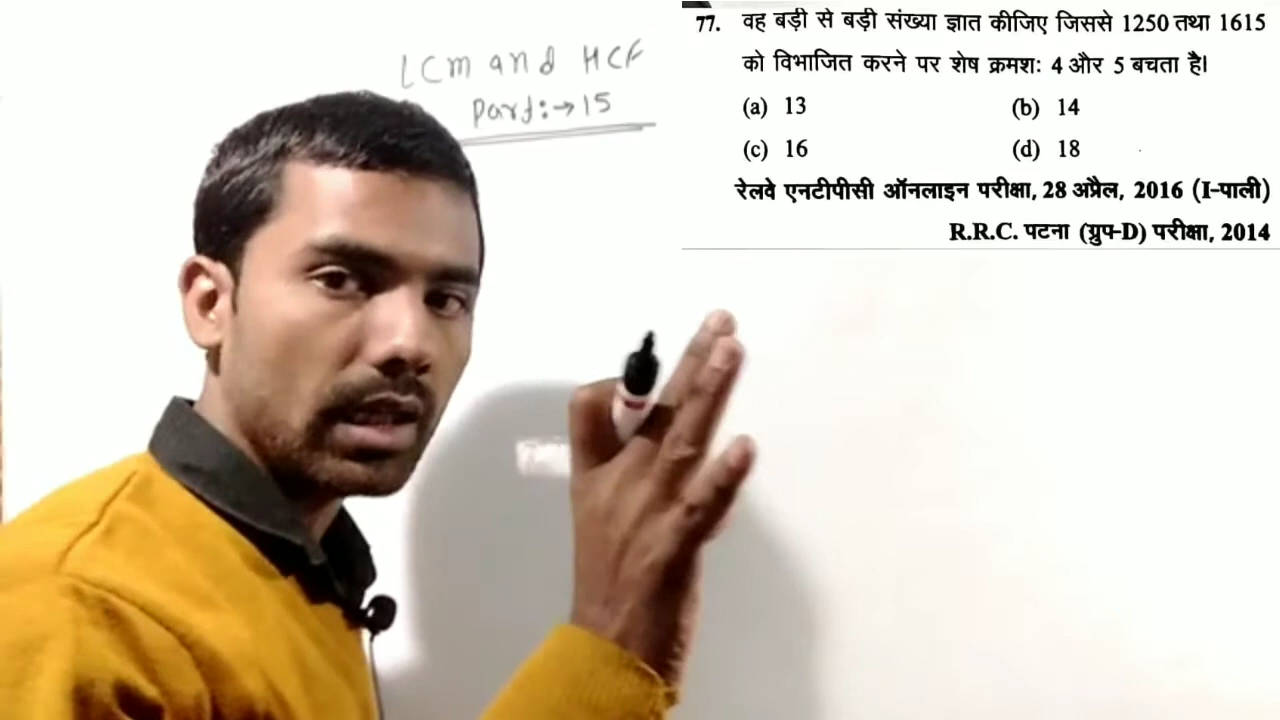 LCM and HCF
Part:→15
77. वह बड़ी से बड़ी संख्या ज्ञात कीजिए जिससे 1250 तथा 1615
को विभाजित करने पर शेष क्रमशः 4 और 5 बचता है।
(a) 13 (b) 14
(c) 16 (d) 18
रेलवे एनटीपीसी ऑनलाइन परीक्षा, 28 अप्रैल, 2016 (I-पाली)
R.R.C. पटना (ग्रुप-D) परीक्षा, 2014